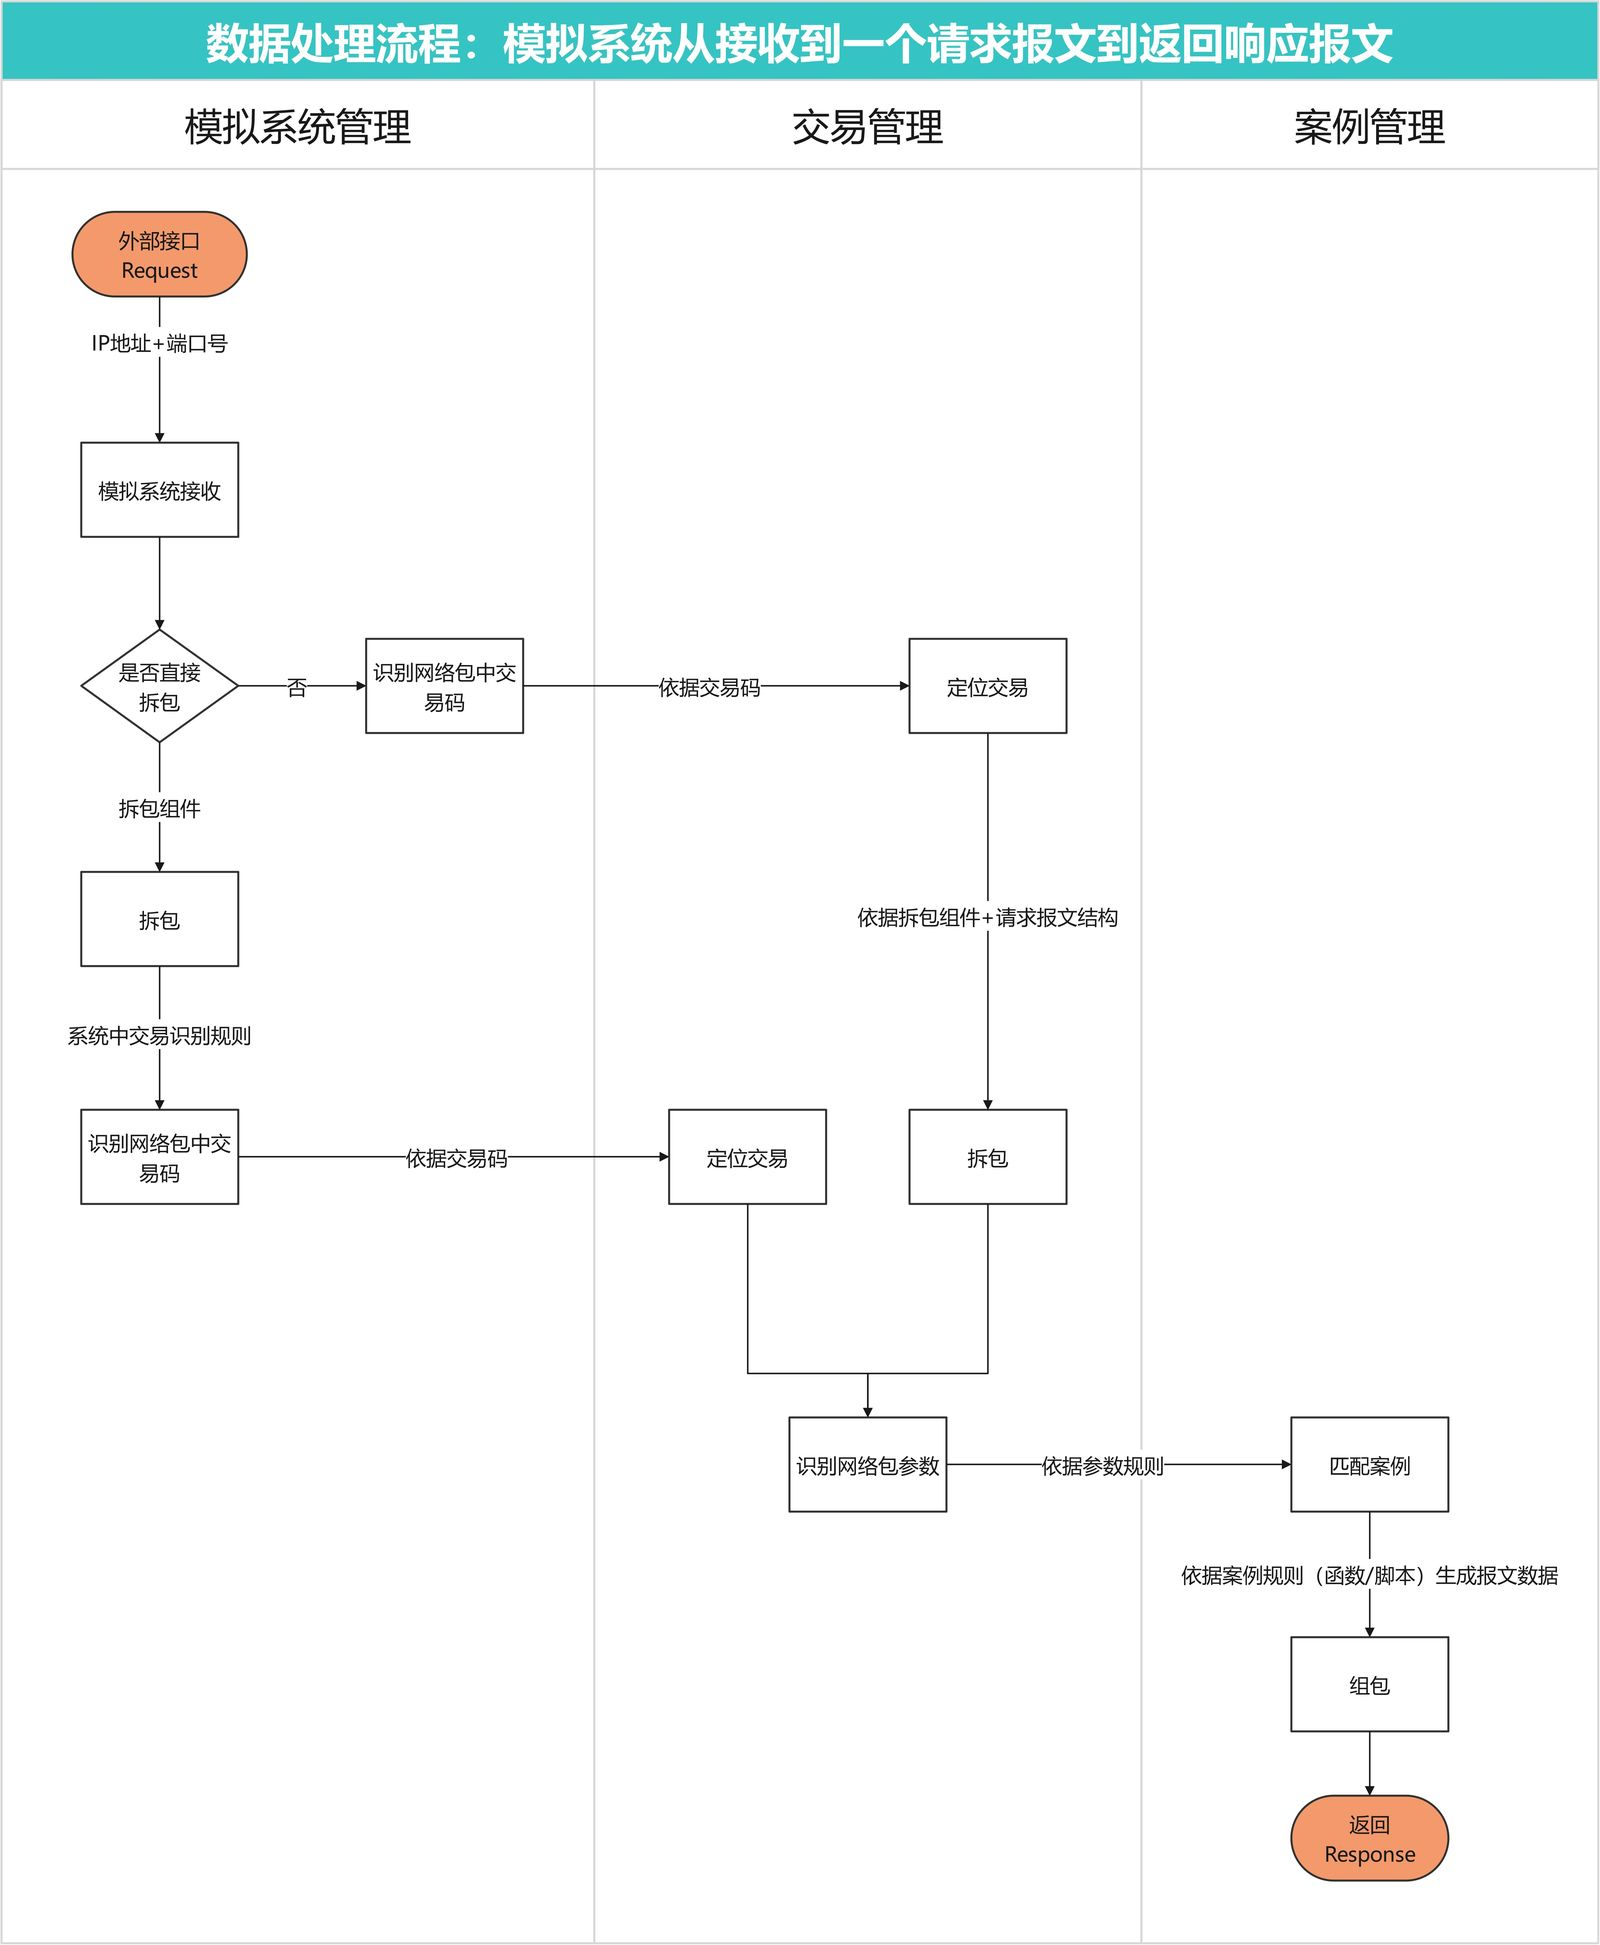 数据处理流程：模拟系统从接收到一个请求报文到返回响应报文
模拟系统管理
交易管理
案例管理
外部接口
Request
IP地址+端口号
模拟系统接收
是否直接
拆包
否
识别网络包中交
易码
依据交易码
定位交易
拆包组件
拆包
依据拆包组件+请求报文结构
系统中交易识别规则
识别网络包中交
易码
依据交易码
定位交易
拆包
识别网络包参数
依据参数规则
匹配案例
依据案例规则（函数/脚本）生成报文数据
组包
返回
Response